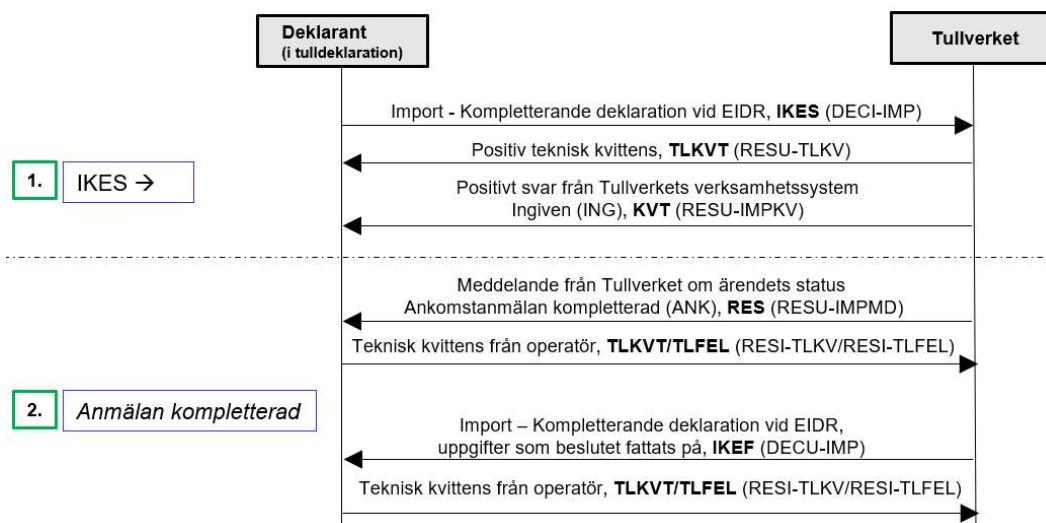 Deklarant
(i tulldeklaration)
Tullverket
Import - Kompletterande deklaration vid EIDR, IKES (DECI-IMP)
Positiv teknisk kvittens, TLKVT (RESU-TLKV)
1.
IKES →
Positivt svar från Tullverkets verksamhetssystem
Ingiven (ING), KVT (RESU-IMPKV)
Meddelande från Tullverket om ärendets status
Ankomstanmälan kompletterad (ANK), RES (RESU-IMPMD)
Teknisk kvittens från operatör, TLKVT/TLFEL (RESI-TLKV/RESI-TLFEL)
2.
Anmälan kompletterad
Import – Kompletterande deklaration vid EIDR,
uppgifter som beslutet fattats på, IKEF (DECU-IMP)
Teknisk kvittens från operatör, TLKVT/TLFEL (RESI-TLKV/RESI-TLFEL)